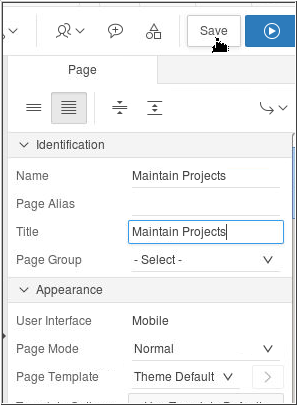 Save
Page
Identification
Name Maintain Projects
Page Alias
Title Maintain Projects
Page Group - Select -
Appearance
User Interface Mobile
Page Mode Normal
Page Template Theme Default